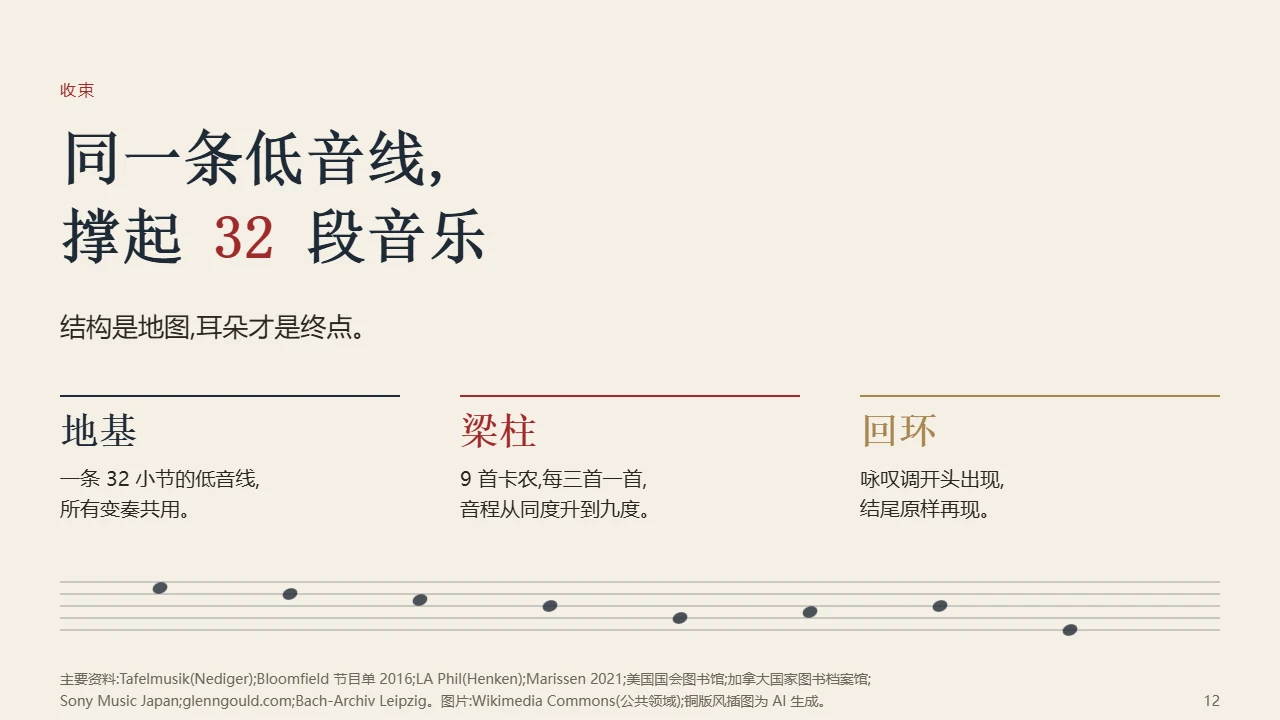 收束
同一条低音线,
撑起 32 段音乐
结构是地图,耳朵才是终点。
地基
一条 32 小节的低音线,
所有变奏共用。
梁柱
9 首卡农,每三首一首,
音程从同度升到九度。
回环
咏叹调开头出现,
结尾原样再现。
主要资料:Tafelmusik(Nediger);Bloomfield 节目单 2016;LA Phil(Henken);Marissen 2021;美国国会图书馆;加拿大国家图书档案馆;
Sony Music Japan;glenngould.com;Bach-Archiv Leipzig。图片:Wikimedia Commons(公共领域);铜版风插图为 AI 生成。
12